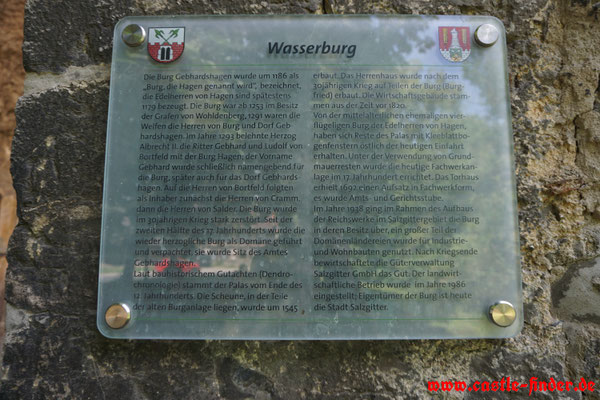 Wasserburg
Die Burg Gebhardshagen wurde um 1186 als
„Burg, die Hagen genannt wird“, bezeichnet,
die Edelherren von Hagen sind spätestens
1179 bezeugt. Die Burg war ab 1253 im Besitz
der Grafen von Wohldenberg, 1291 waren die
Welfen die Herren von Burg und Dorf Geb-
hardshagen. Im Jahre 1293 beliehnte Herzog
Albrecht II. die Ritter Gebhard und Ludolf von
Bortfeld mit der Burg Hagen; der Vorname
Gebhard wurde schließlich namengebend für
die Burg, später auch für das Dorf Gebhards-
hagen. Auf die Herren von Bortfeld folgten
als Inhaber zunächst die Herren von Cramm,
dann die Herren von Salder. Die Burg wurde
im 30jährigen Krieg stark zerstört. Seit der
zweiten Hälfte des 17. Jahrhunderts wurde die
wieder hergerichtete Burg als Domäne geführt
und verpachtet; sie wurde Sitz des Amtes
Gebhardshagen.
Laut bauhistorischem Gutachten (Dendro-
chronologie) stammt der Palas vom Ende des
12. Jahrhunderts. Die Scheune, in der Teile
der alten Burganlage liegen, wurde um 1545
erbaut. Das Herrenhaus wurde nach dem
30jährigen Krieg auf Teilen der Burg (Berg-
fried) erbaut. Die Wirtschaftsgebäude stam-
men aus der Zeit vor 1820.
Von der mittelalterlichen ehemaligen vier-
flügeligen Burg der Edelherren von Hagen
haben sich Reste des Palas mit Kleeblattbo-
genfenstern östlich der heutigen Einfahrt
erhalten. Unter der Verwendung von Grund-
mauerresten wurde die heutige Fachwerkan-
lage im 17. Jahrhundert errichtet. Das Torhaus
erhielt 1692 einen Aufsatz in Fachwerkform,
es wurde Amts- und Gerichtsstube.
Im Jahre 1938 ging im Rahmen des Aufbaus
der Reichswerke im Salzgittergebiet die Burg
in deren Besitz über, ein großer Teil des
Domänenländereien wurde für Industrie-
und Wohnbauten genutzt. Nach Kriegsende
bewirtschaftete die Güterverwaltung
Salzgitter GmbH das Gut. Der landwirt-
schaftliche Betrieb wurde im Jahre 1986
eingestellt; Eigentümer der Burg ist heute
die Stadt Salzgitter.
www.castle-finder.de